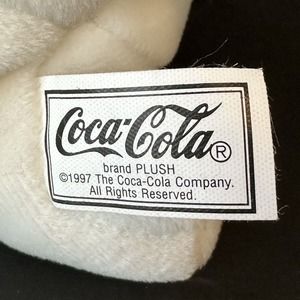 Coca-Cola®
brand PLUSH
©1997 The Coca-Cola Company.
All Rights Reserved.